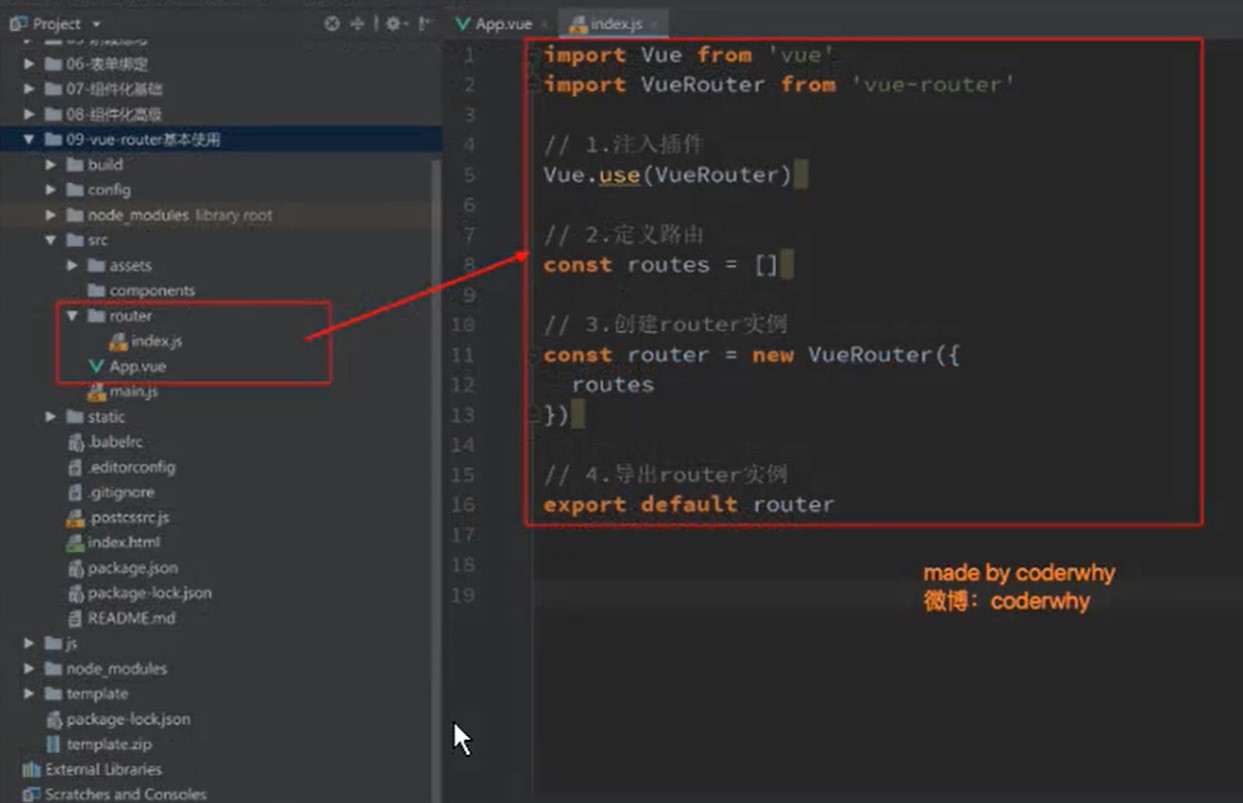 Project
06-表单绑定
07-组件化基础
08-组件化高级
09-vue-router基本使用
build
config
node_modules library root
src
assets
components
router
index.js
App.vue
main.js
static
.babelrc
.editorconfig
.gitignore
.postcssrc.js
index.html
package.json
package-lock.json
README.md
js
node_modules
template
package-lock.json
template.zip
External Libraries
Scratches and Consoles
App.vue
index.js
1 import Vue from 'vue'
2 import VueRouter from 'vue-router'
3
4 // 1.注入插件
5 Vue.use(VueRouter)
6
7 // 2.定义路由
8 const routes = []
9
10 // 3.创建router实例
11 const router = new VueRouter({
12 routes
13 })
14
15 // 4.导出router实例
16 export default router
17
18
19
made by coderwhy
微博：coderwhy